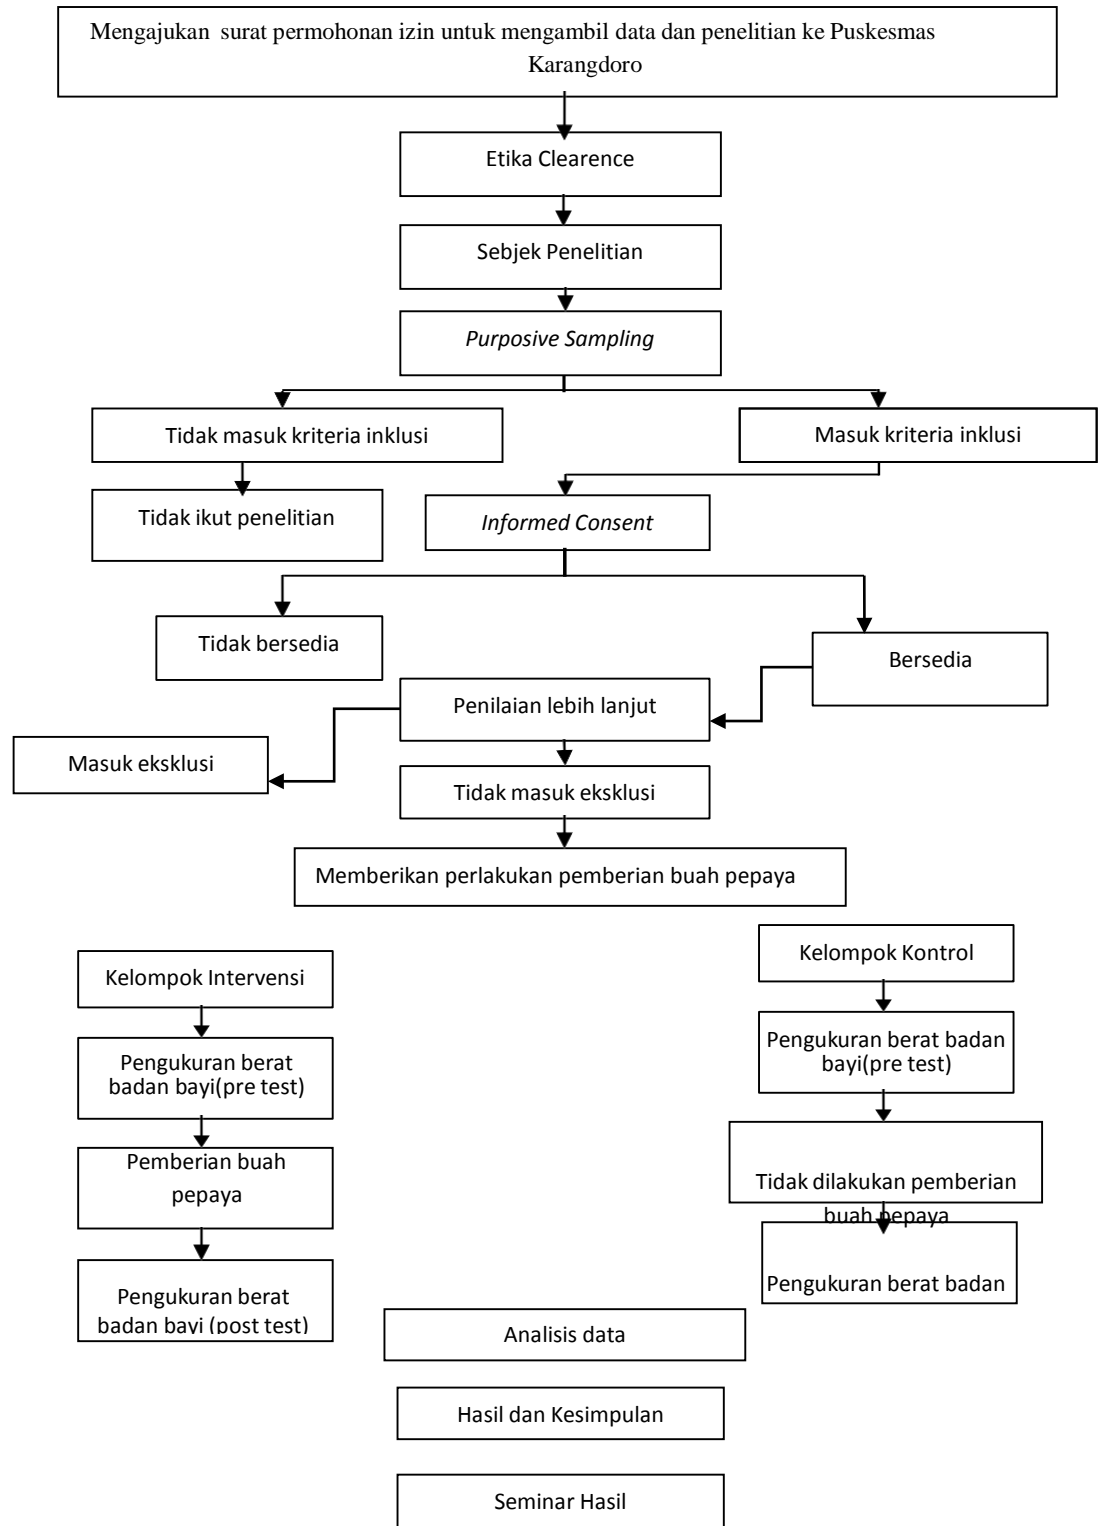 Mengajukan surat permohonan izin untuk mengambil data dan penelitian ke Puskesmas
Karangdoro
Etika Clearence
Sebjek Penelitian
Purposive Sampling
Tidak masuk kriteria inklusi
Masuk kriteria inklusi
Tidak ikut penelitian
Informed Consent
Tidak bersedia
Bersedia
Penilaian lebih lanjut
Masuk eksklusi
Tidak masuk eksklusi
Memberikan perlakukan pemberian buah pepaya
Kelompok Intervensi
Pengukuran berat
badan bayi(pre test)
Pemberian buah
pepaya
Pengukuran berat
badan bayi (post test)
Kelompok Kontrol
Pengukuran berat badan
bayi(pre test)
Tidak dilakukan pemberian
buah pepaya
Pengukuran berat badan
Analisis data
Hasil dan Kesimpulan
Seminar Hasil